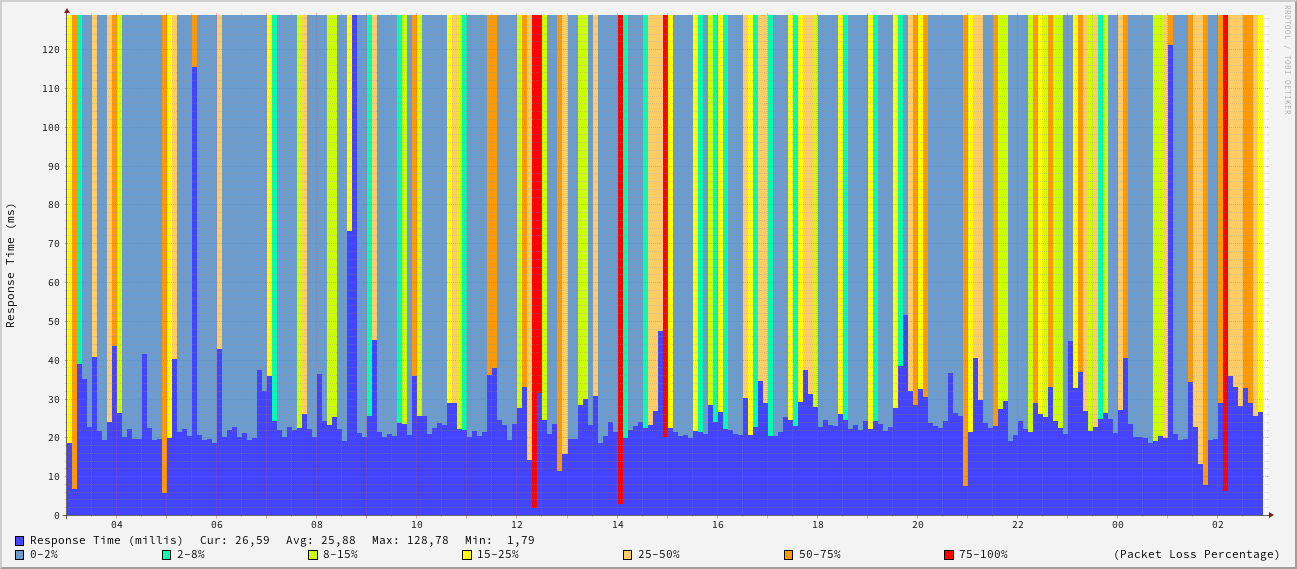 RRDTOOL / TOBI OETIKER
Response Time (ms)
120
110
100
90
80
70
60
50
40
30
20
10
0
04 06 08 10 12 14 16 18 20 22 00 02
Response Time (millis) Cur: 26,59 Avg: 25,88 Max: 128,78 Min: 1,79
0-2% 2-8% 8-15% 15-25% 25-50% 50-75% 75-100% (Packet Loss Percentage)